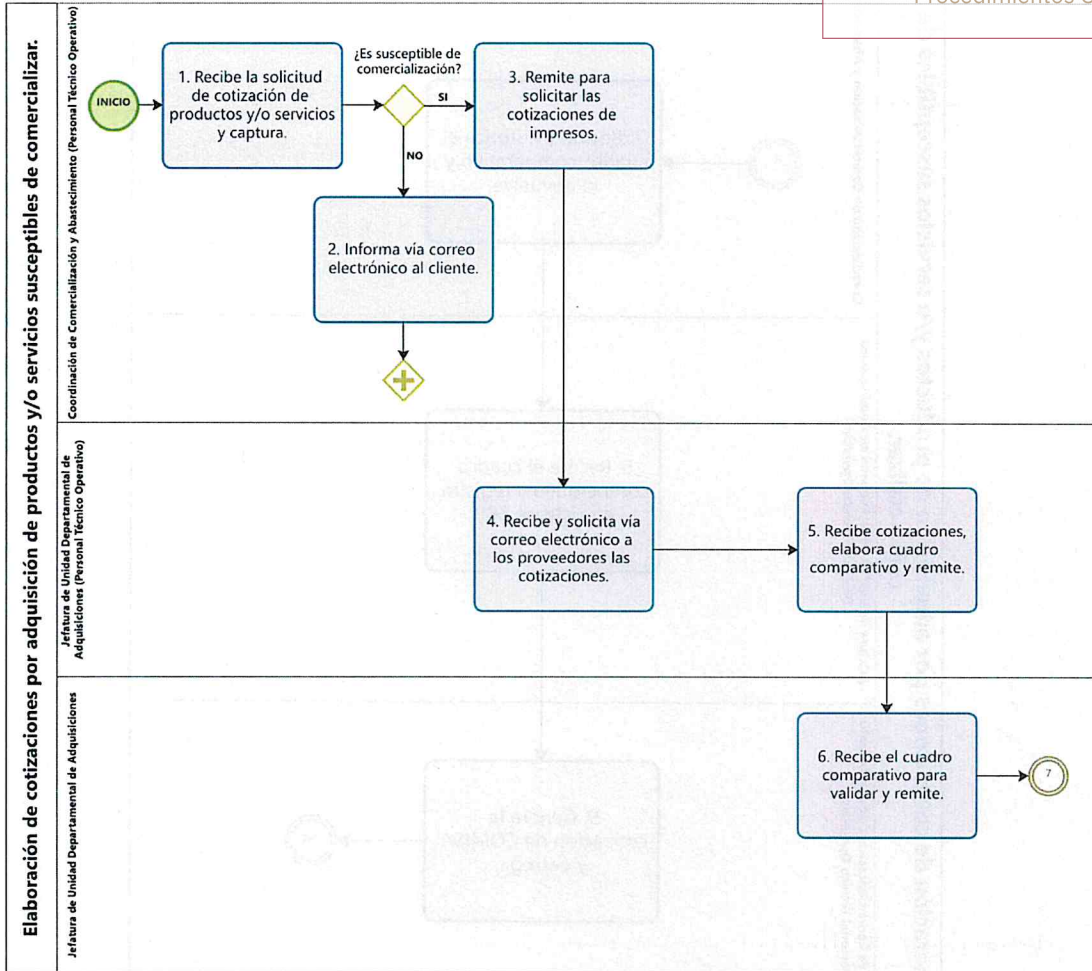 Procedimientos
Elaboración de cotizaciones por adquisición de productos y/o servicios susceptibles de comercializar.
Coordinación de Comercialización y Abastecimiento (Personal Técnico Operativo)
INICIO
1. Recibe la solicitud
de cotización de
productos y/o servicios
y captura.
¿Es susceptible de
comercialización?
SI
NO
3. Remite para
solicitar las
cotizaciones de
impresos.
2. Informa vía correo
electrónico al cliente.
Jefatura de Unidad Departamental de
Adquisiciones (Personal Técnico Operativo)
4. Recibe y solicita vía
correo electrónico a
los proveedores las
cotizaciones.
5. Recibe cotizaciones,
elabora cuadro
comparativo y remite.
Jefatura de Unidad Departamental de Adquisiciones
6. Recibe el cuadro
comparativo para
validar y remite.
7